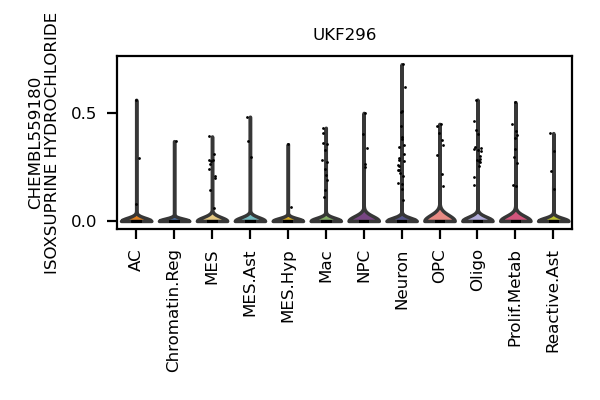 UKF296
CHEMBL559180
ISOXSUPRINE HYDROCHLORIDE
0.5
0.0
AC
Chromatin.Reg
MES
MES.Ast
MES.Hyp
Mac
NPC
Neuron
OPC
Oligo
Prolif.Metab
Reactive.Ast